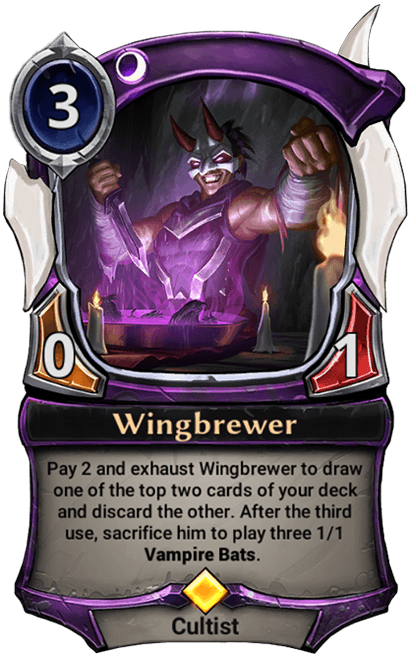 3
0
1
Wingbrewer
Pay 2 and exhaust Wingbrewer to draw
one of the top two cards of your deck
and discard the other. After the third
use, sacrifice him to play three 1/1
Vampire Bats.
Cultist